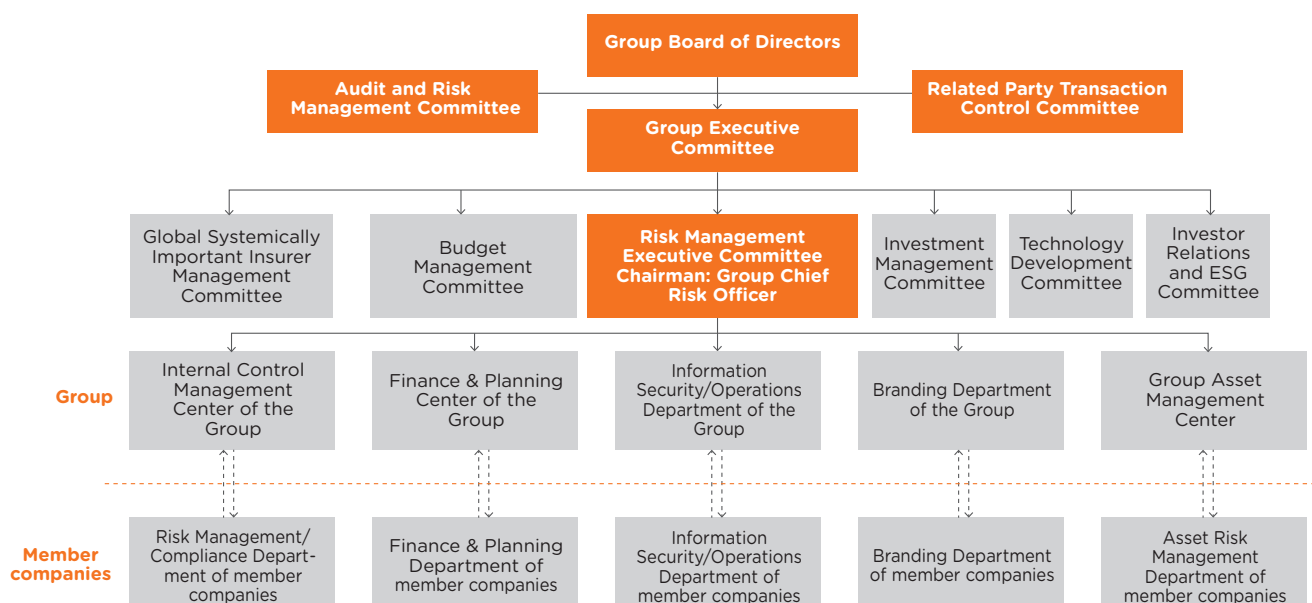 Group Board of Directors
Audit and Risk
Management Committee
Related Party Transaction
Control Committee
Group Executive
Committee
Global Systemically
Important Insurer
Management
Committee
Budget
Management
Committee
Risk Management
Executive Committee
Chairman: Group Chief
Risk Officer
Investment
Management
Committee
Technology
Development
Committee
Investor
Relations
and ESG
Committee
Group
Internal Control
Management
Center of the
Group
Finance & Planning
Center of the
Group
Information
Security/Operations
Department of the
Group
Branding Department
of the Group
Group Asset
Management
Center
Member
companies
Risk Management/
Compliance Depart-
ment of member
companies
Finance & Planning
Department of
member companies
Information
Security/Operations
Department of
member companies
Branding Department
of member companies
Asset Risk
Management
Department of
member companies